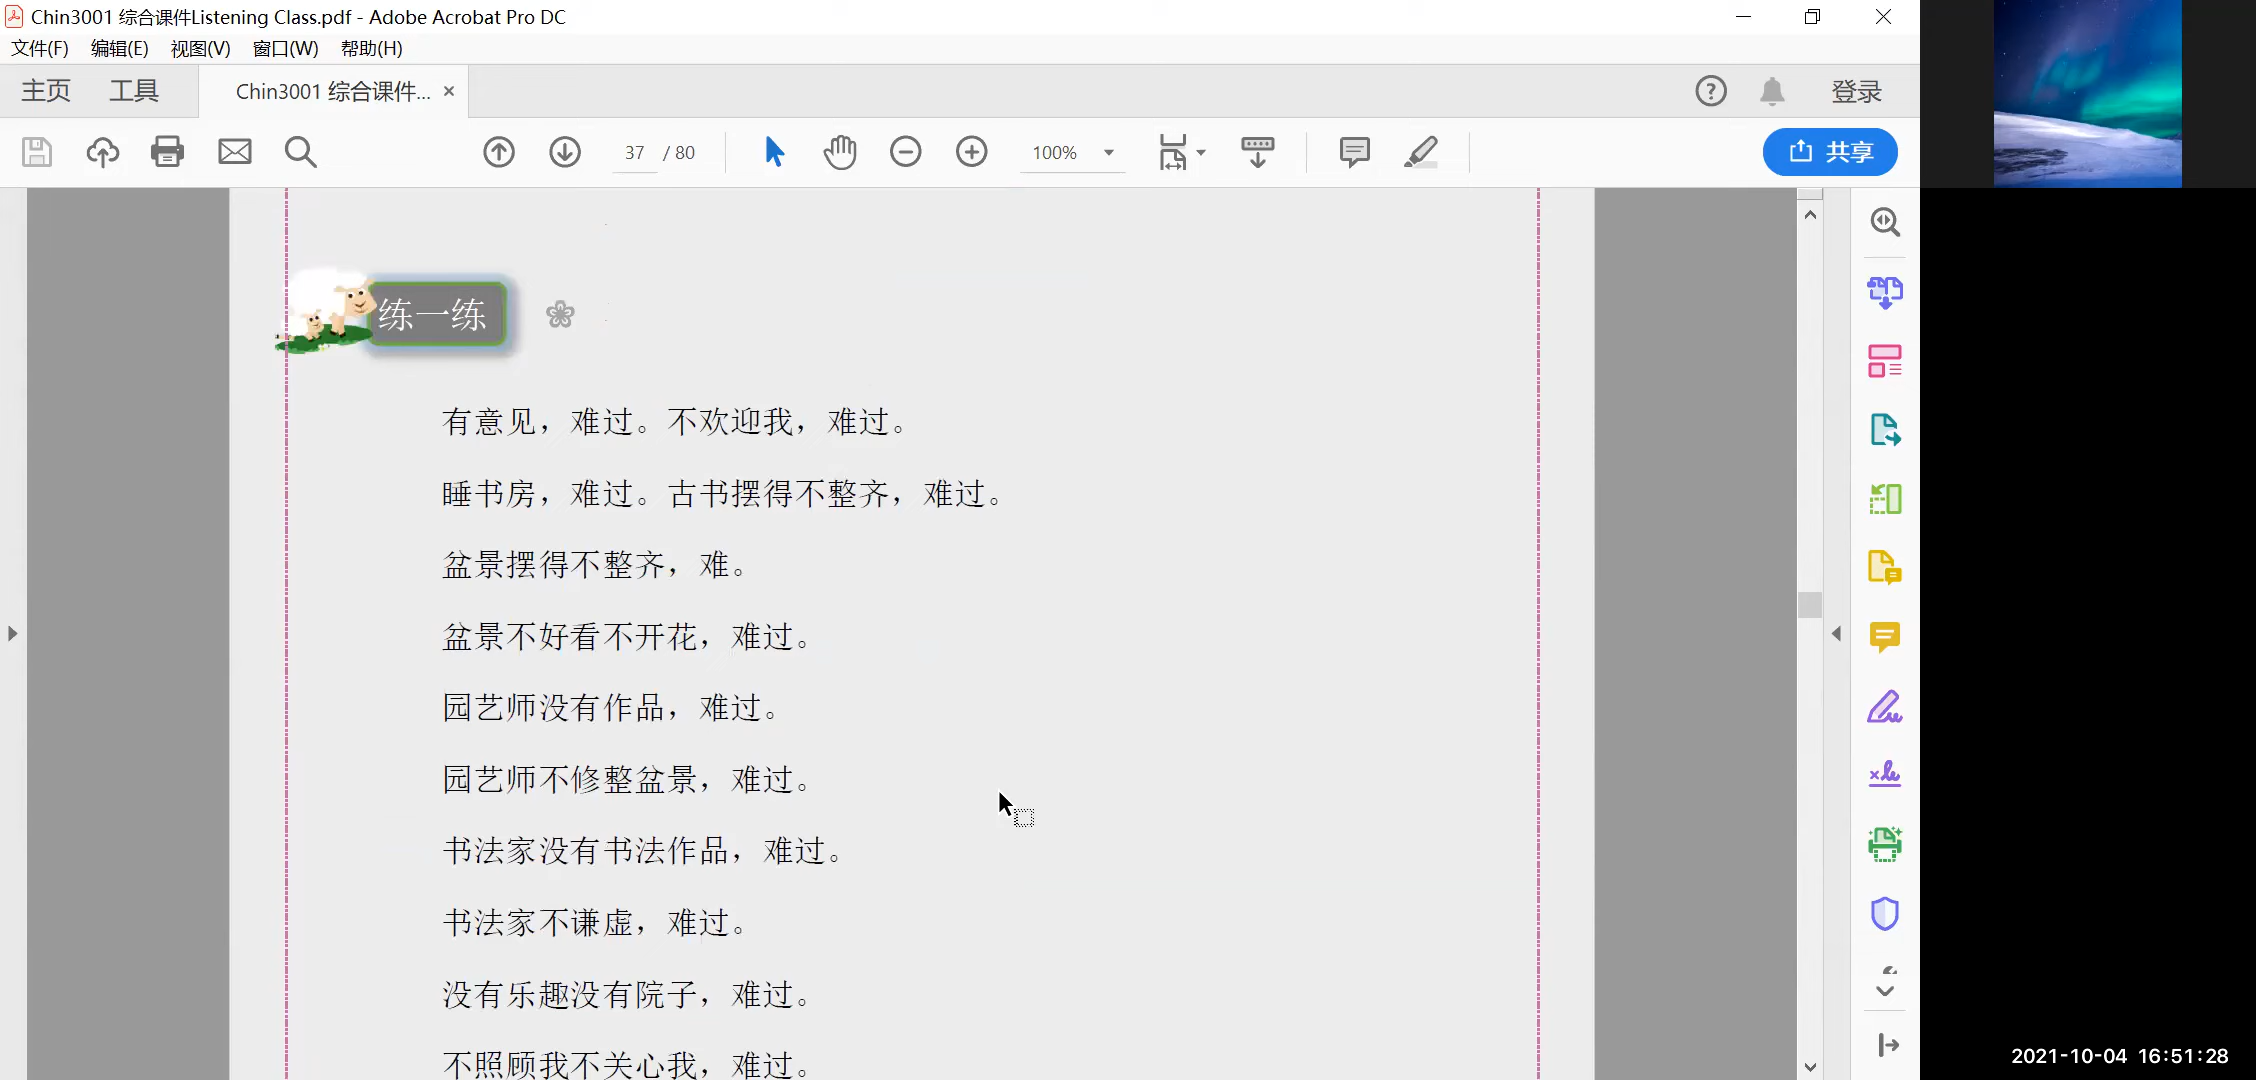 Chin3001 综合课件Listening Class.pdf - Adobe Acrobat Pro DC
文件(F) 编辑(E) 视图(V) 窗口(W) 帮助(H)
主页 工具 Chin3001 综合课件... × 登录
37 / 80 100% 共享
练一练
有意见，难过。不欢迎我，难过。
睡书房，难过。古书摆得不整齐，难过。
盆景摆得不整齐，难。
盆景不好看不开花，难过。
园艺师没有作品，难过。
园艺师不修整盆景，难过。
书法家没有书法作品，难过。
书法家不谦虚，难过。
没有乐趣没有院子，难过。
不照顾我不关心我，难过。
2021-10-04 16:51:28